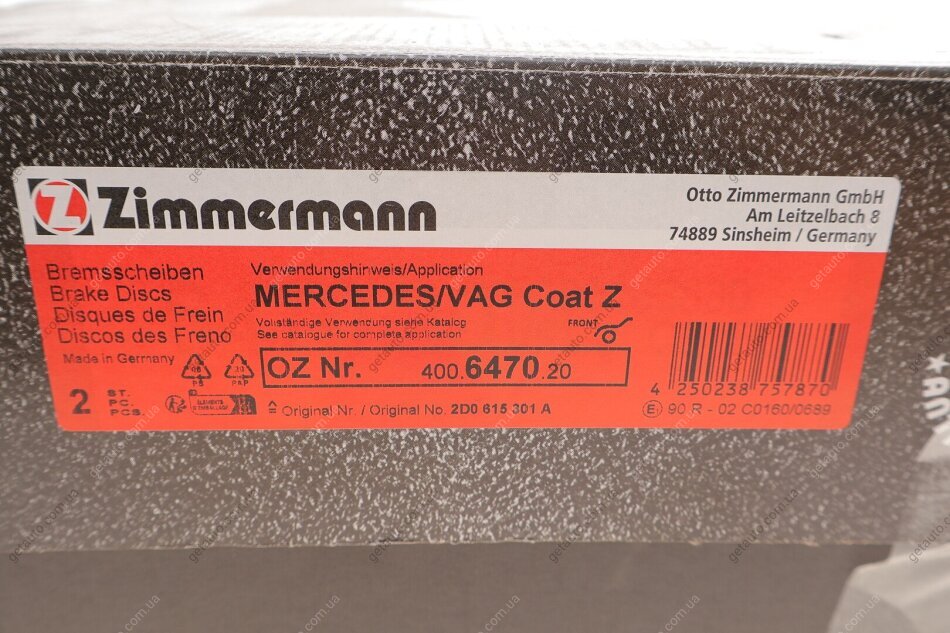 Zimmermann
Otto Zimmermann GmbH
Am Leitzelbach 8
74889 Sinsheim / Germany
Bremsscheiben
Brake Discs
Disques de Frein
Discos des Freno
Made in Germany
2 ST.
PC.
PCS.
Verwendungshinweis/Application
MERCEDES/VAG Coat Z
Vollständige Verwendung siehe Katalog
See catalogue for complete application
FRONT
OZ Nr. 400.6470.20
≙ Original Nr. / Original No. 2D0 615 301 A
4 250238 757870
E 90 R - 02 C0160/0689
getauto.com.ua